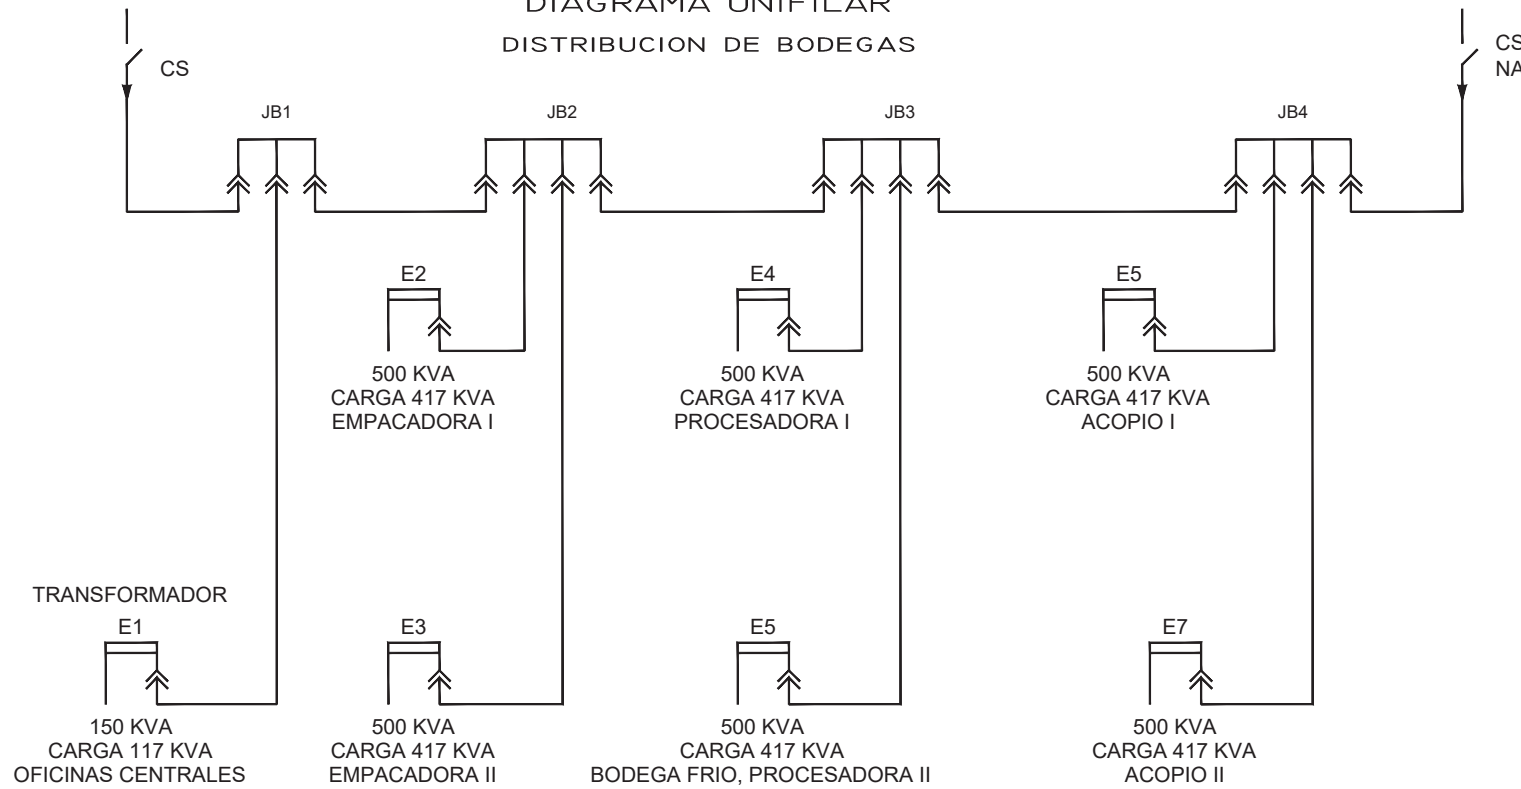 DIAGRAMA UNIFILAR
DISTRIBUCION DE BODEGAS
CS
CS
NA
JB1
JB2
JB3
JB4
E2
500 KVA
CARGA 417 KVA
EMPACADORA I
E4
500 KVA
CARGA 417 KVA
PROCESADORA I
E5
500 KVA
CARGA 417 KVA
ACOPIO I
TRANSFORMADOR
E1
150 KVA
CARGA 117 KVA
OFICINAS CENTRALES
E3
500 KVA
CARGA 417 KVA
EMPACADORA II
E5
500 KVA
CARGA 417 KVA
BODEGA FRIO, PROCESADORA II
E7
500 KVA
CARGA 417 KVA
ACOPIO II